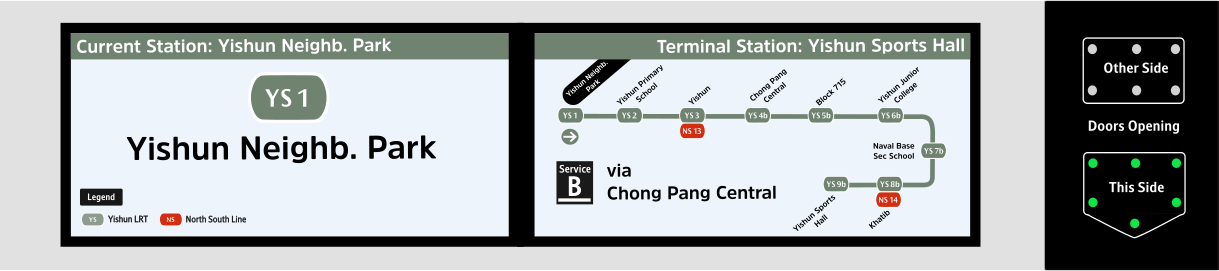 Current Station: Yishun Neighb. Park
YS 1
Yishun Neighb. Park
Legend
YS Yishun LRT NS North South Line
Terminal Station: Yishun Sports Hall
Yishun Neighb.
Park
Yishun Primary
School
Yishun
Chong Pang
Central
Block 715
Yishun Junior
College
YS 1 YS 2 YS 3 YS 4b YS 5b YS 6b
NS 13
Naval Base
Sec School
YS 7b
Service
B
via
Chong Pang Central
YS 9b YS 8b
NS 14
Yishun Sports
Hall
Khatib
Other Side
Doors Opening
This Side